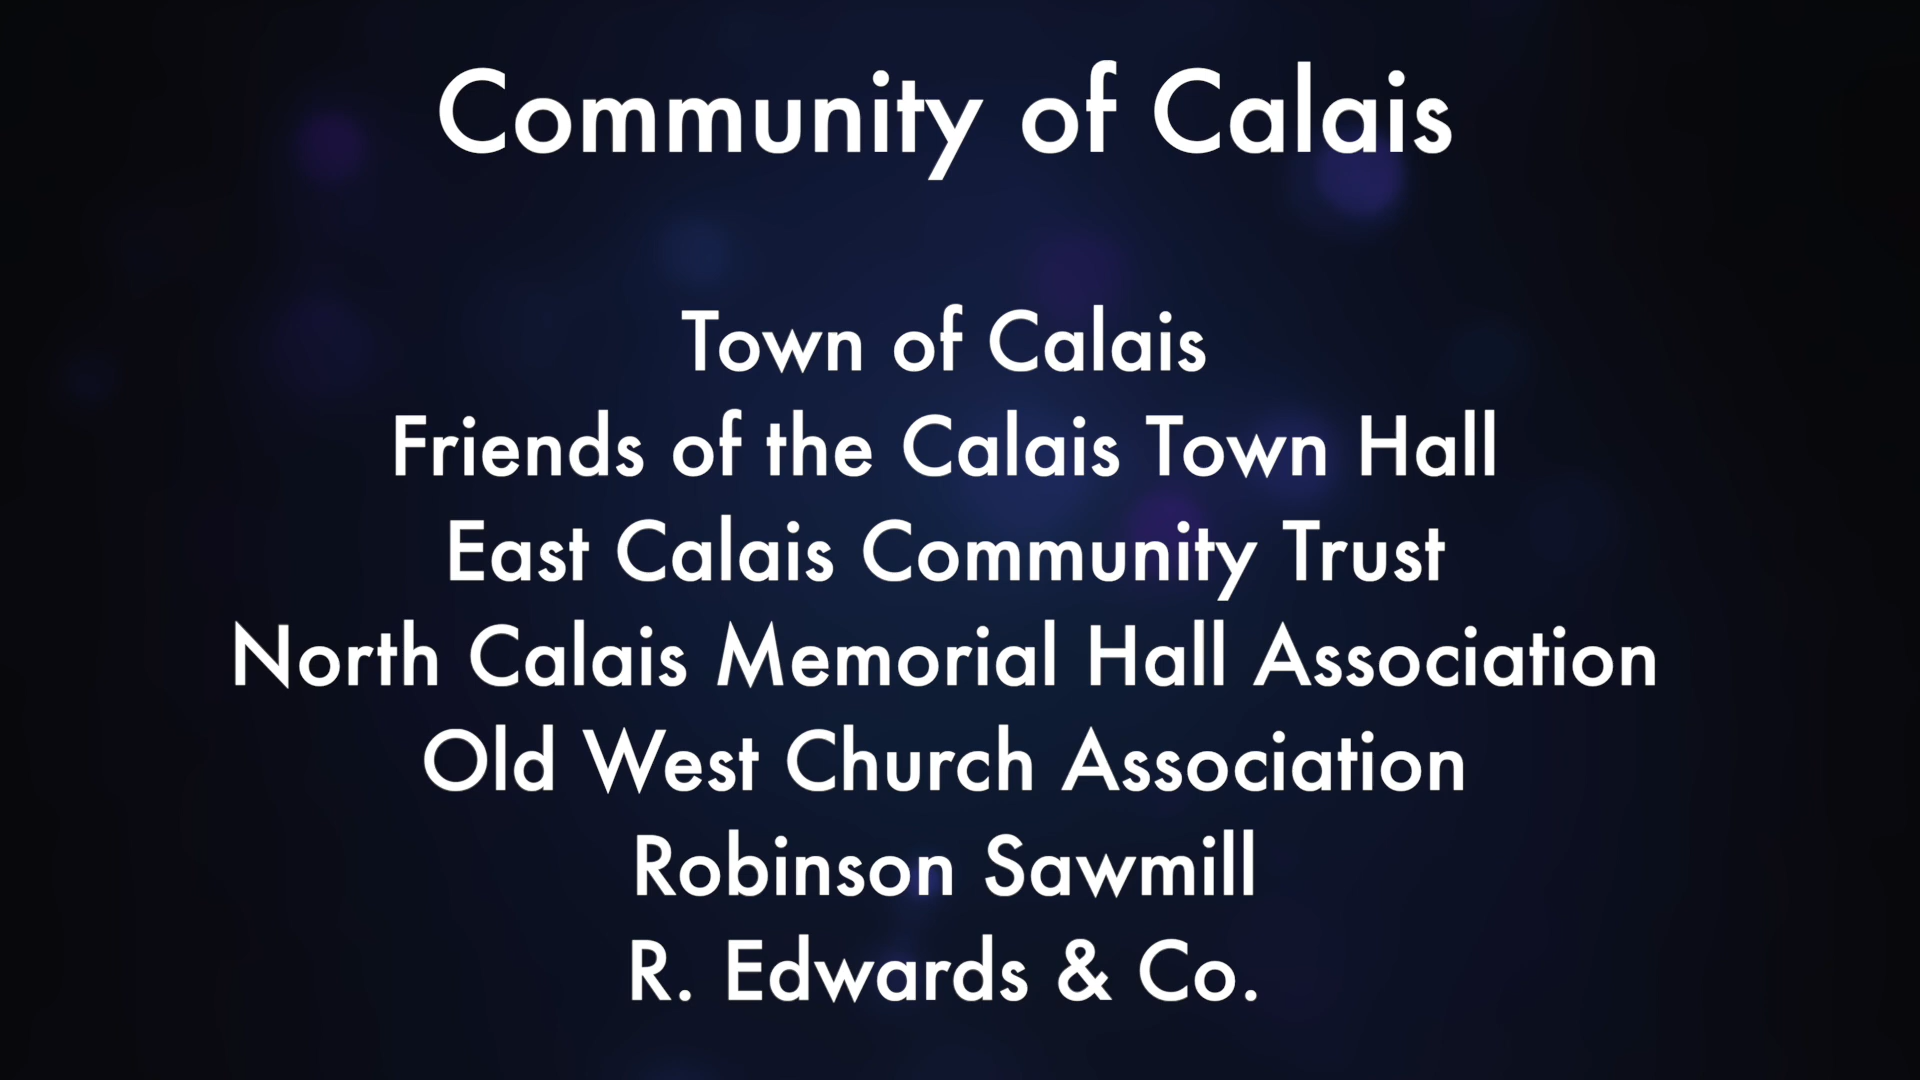 Community of Calais
Town of Calais
Friends of the Calais Town Hall
East Calais Community Trust
North Calais Memorial Hall Association
Old West Church Association
Robinson Sawmill
R. Edwards & Co.